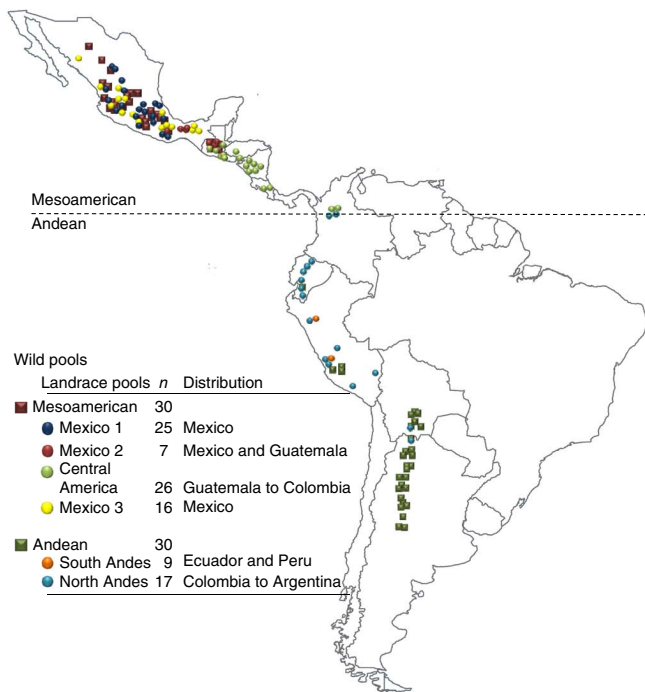 Mesoamerican
Andean
Wild pools
Landrace pools n Distribution
Mesoamerican 30
Mexico 1 25 Mexico
Mexico 2 7 Mexico and Guatemala
Central
America 26 Guatemala to Colombia
Mexico 3 16 Mexico
Andean 30
South Andes 9 Ecuador and Peru
North Andes 17 Colombia to Argentina